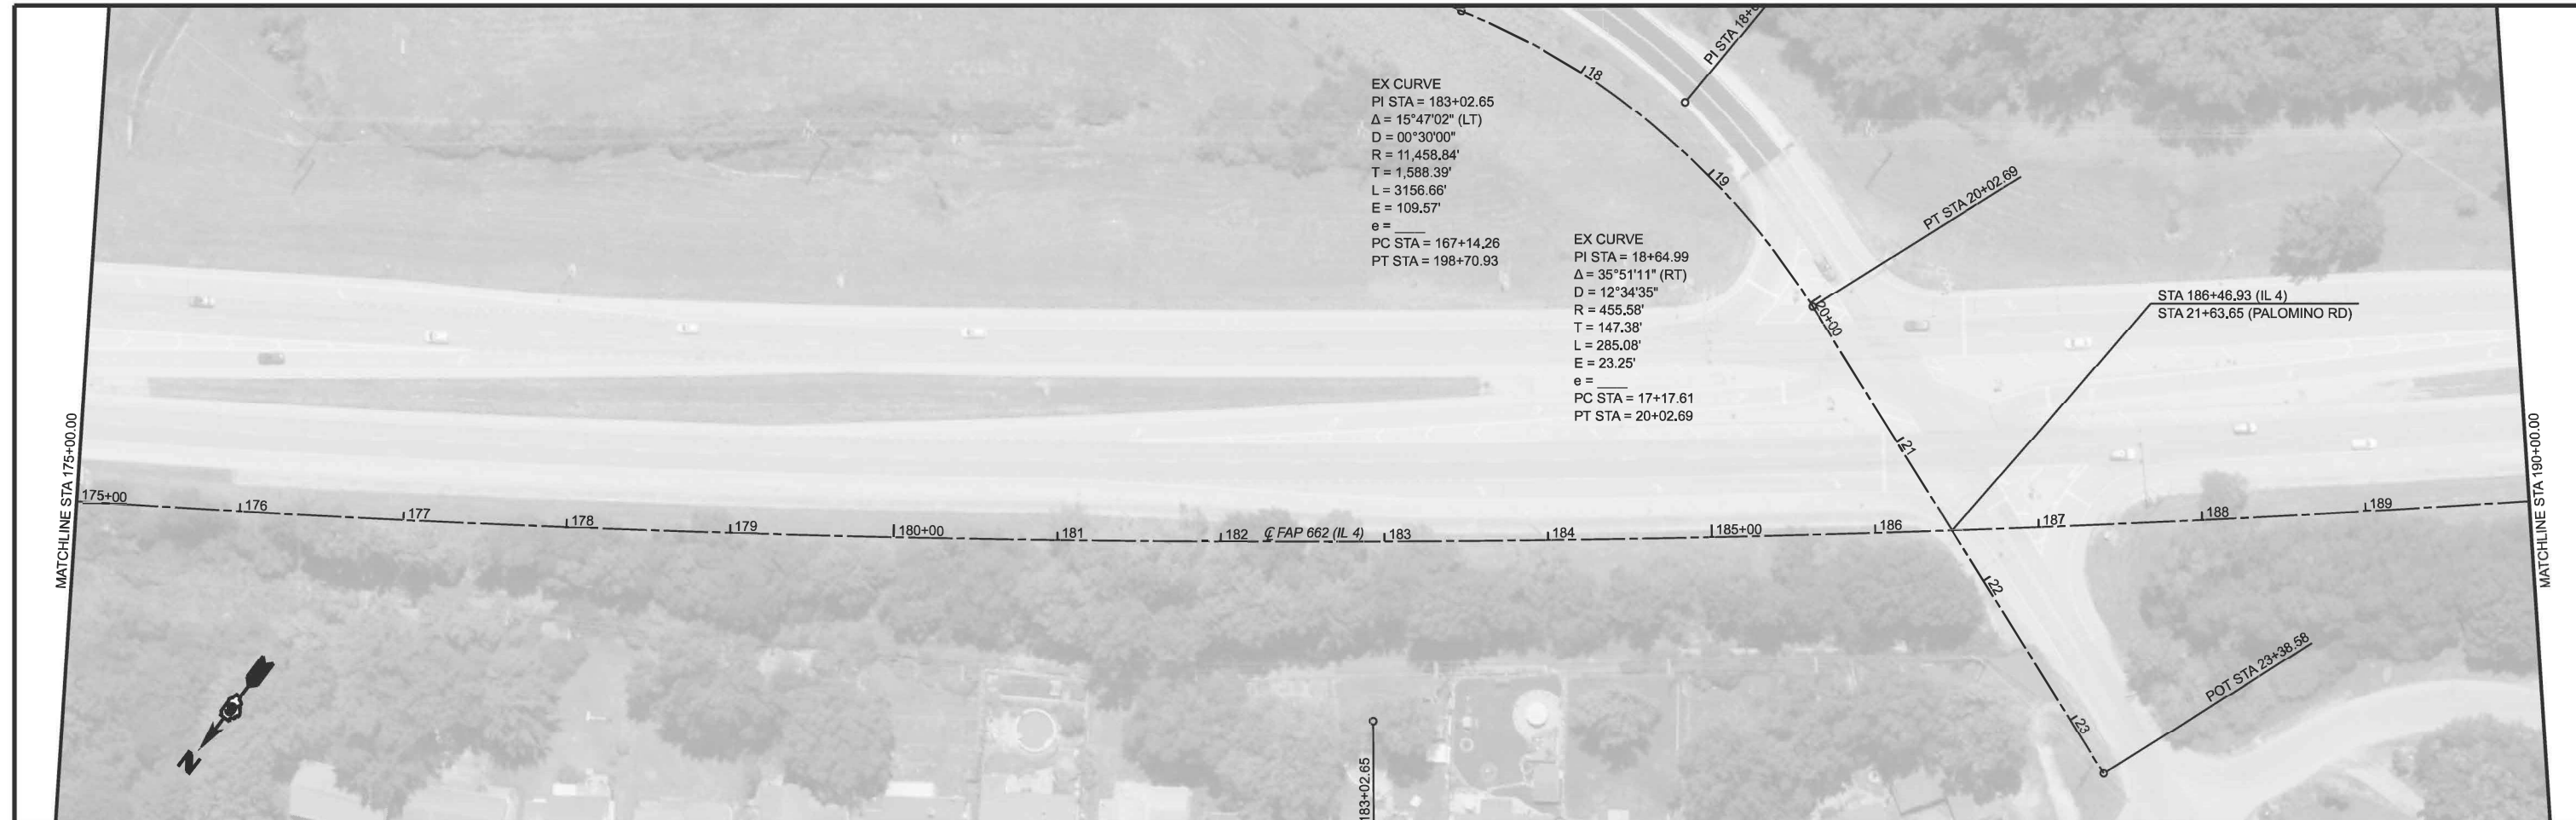 PI STA 18+
18
EX CURVE
PI STA = 183+02.65
Δ = 15°47'02" (LT)
D = 00°30'00"
R = 11,458.84'
T = 1,588.39'
L = 3156.66'
E = 109.57'
e = ____
PC STA = 167+14.26
PT STA = 198+70.93
19
PT STA 20+02.69
EX CURVE
PI STA = 18+64.99
Δ = 35°51'11" (RT)
D = 12°34'35"
R = 455.58'
T = 147.38'
L = 285.08'
E = 23.25'
e = ____
PC STA = 17+17.61
PT STA = 20+02.69
20+00
STA 186+46.93 (IL 4)
STA 21+63.65 (PALOMINO RD)
21
MATCHLINE STA 175+00.00
MATCHLINE STA 190+00.00
175+00
176
177
178
179
180+00
181
182
℄ FAP 662 (IL 4)
183
184
185+00
186
187
188
189
22
23
POT STA 23+38.58
183+02.65
N